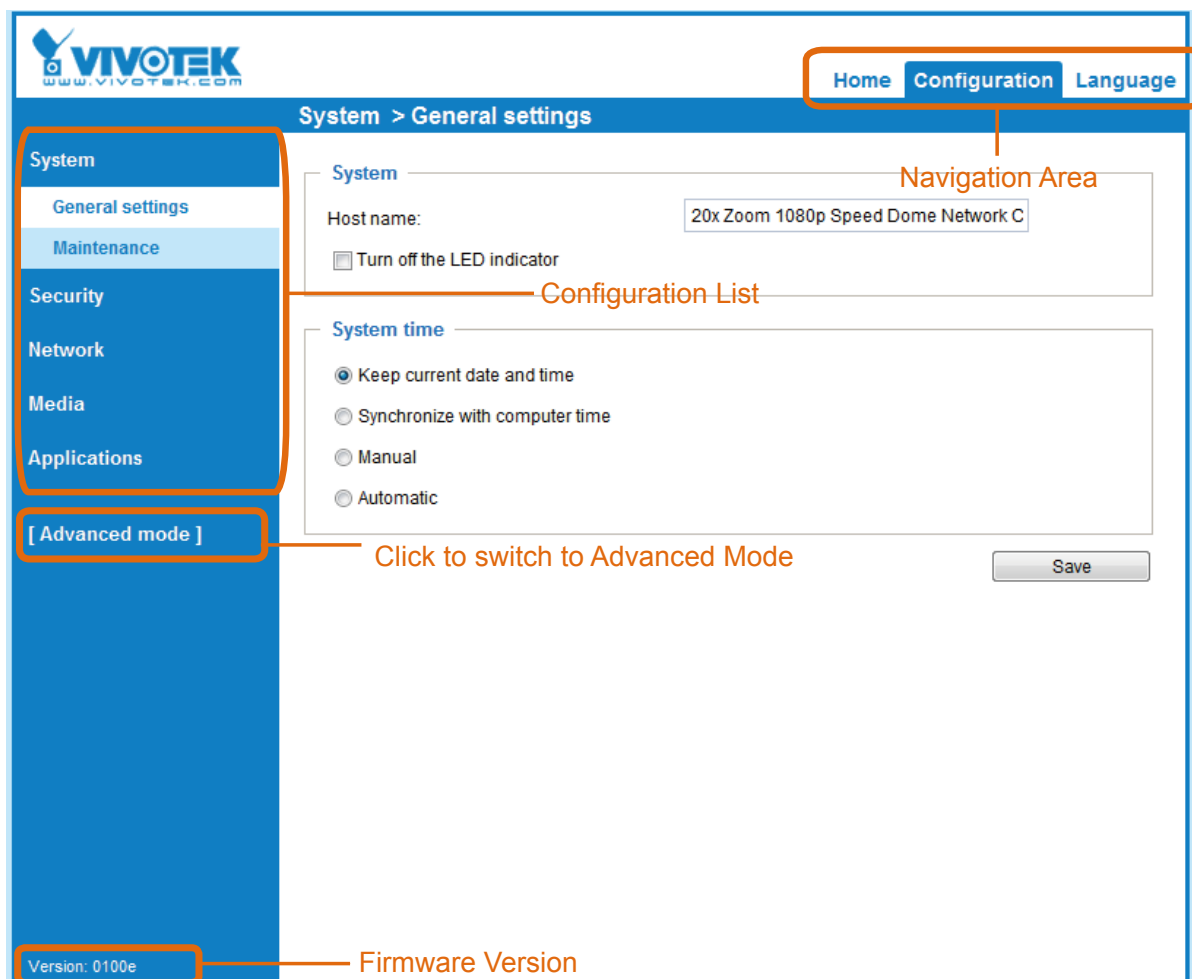 VIVOTEK
www.vivotek.com
Home Configuration Language
System > General settings
Navigation Area
System
General settings
Maintenance
Security
Network
Media
Applications
[ Advanced mode ]
Version: 0100e
System
Host name: 20x Zoom 1080p Speed Dome Network C
Turn off the LED indicator
Configuration List
System time
Keep current date and time
Synchronize with computer time
Manual
Automatic
Click to switch to Advanced Mode
Save
Firmware Version